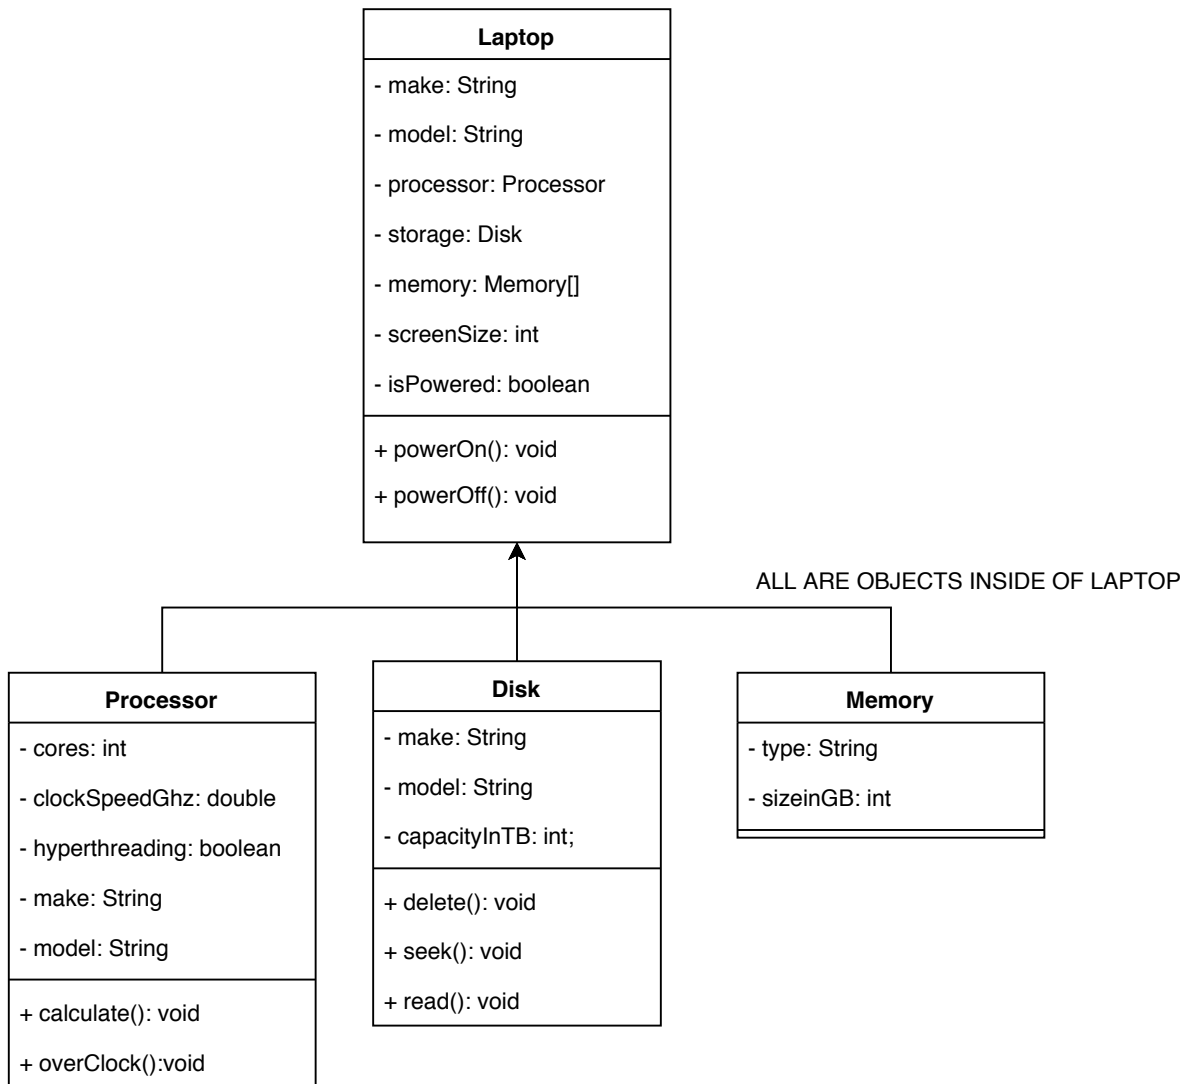 Laptop
- make: String
- model: String
- processor: Processor
- storage: Disk
- memory: Memory[]
- screenSize: int
- isPowered: boolean
+ powerOn(): void
+ powerOff(): void
ALL ARE OBJECTS INSIDE OF LAPTOP
Processor
- cores: int
- clockSpeedGhz: double
- hyperthreading: boolean
- make: String
- model: String
+ calculate(): void
+ overClock():void
Disk
- make: String
- model: String
- capacityInTB: int;
+ delete(): void
+ seek(): void
+ read(): void
Memory
- type: String
- sizeinGB: int